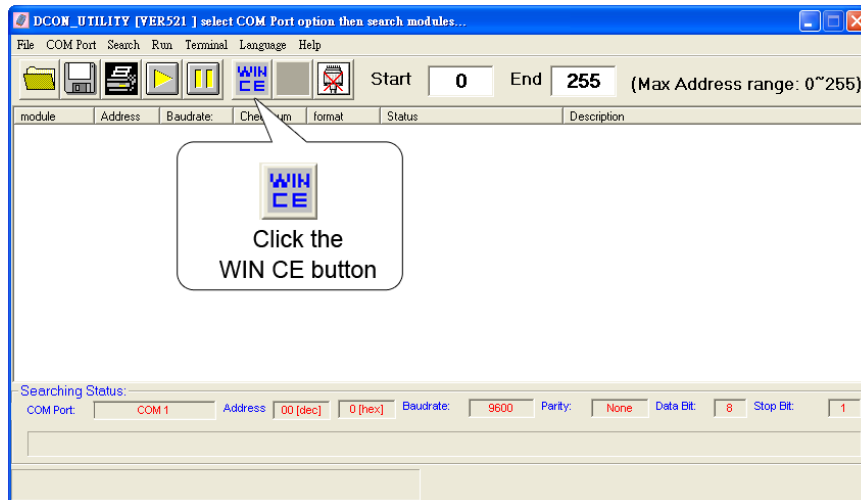 DCON_UTILITY [VER521 ] select COM Port option then search modules...
File COM Port Search Run Terminal Language Help
WIN CE Start 0 End 255 (Max Address range: 0~255)
module Address Baudrate: Checksum format Status Description
WIN CE
Click the
WIN CE button
Searching Status:
COM Port: COM 1 Address 00 [dec] 0 [hex] Baudrate: 9600 Parity: None Data Bit: 8 Stop Bit: 1